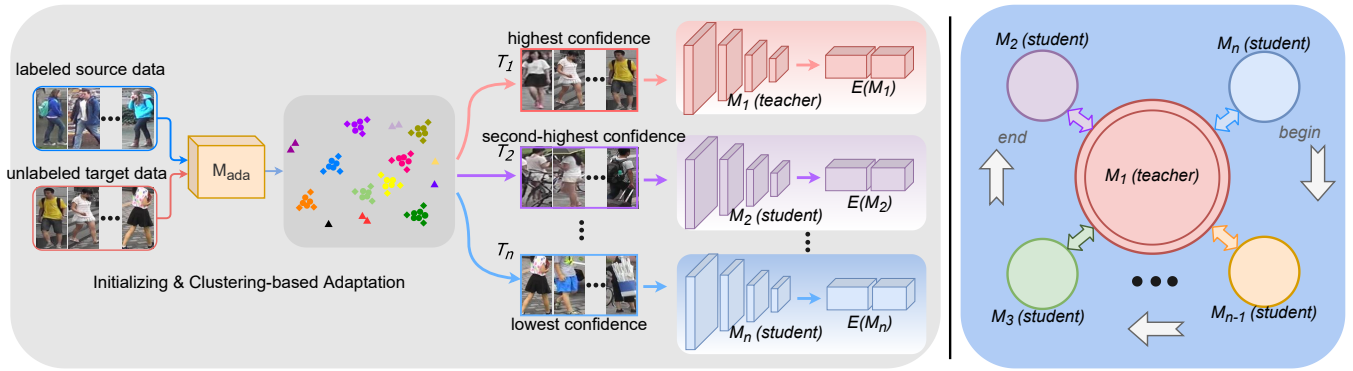 labeled source data
unlabeled target data
M_ada
Initializing & Clustering-based Adaptation
T_1
highest confidence
M_1 (teacher)
E(M_1)
second-highest confidence
T_2
M_2 (student)
E(M_2)
T_n
lowest confidence
M_n (student)
E(M_n)
M_2 (student)
M_n (student)
end
begin
M_1 (teacher)
M_3 (student)
M_n-1 (student)